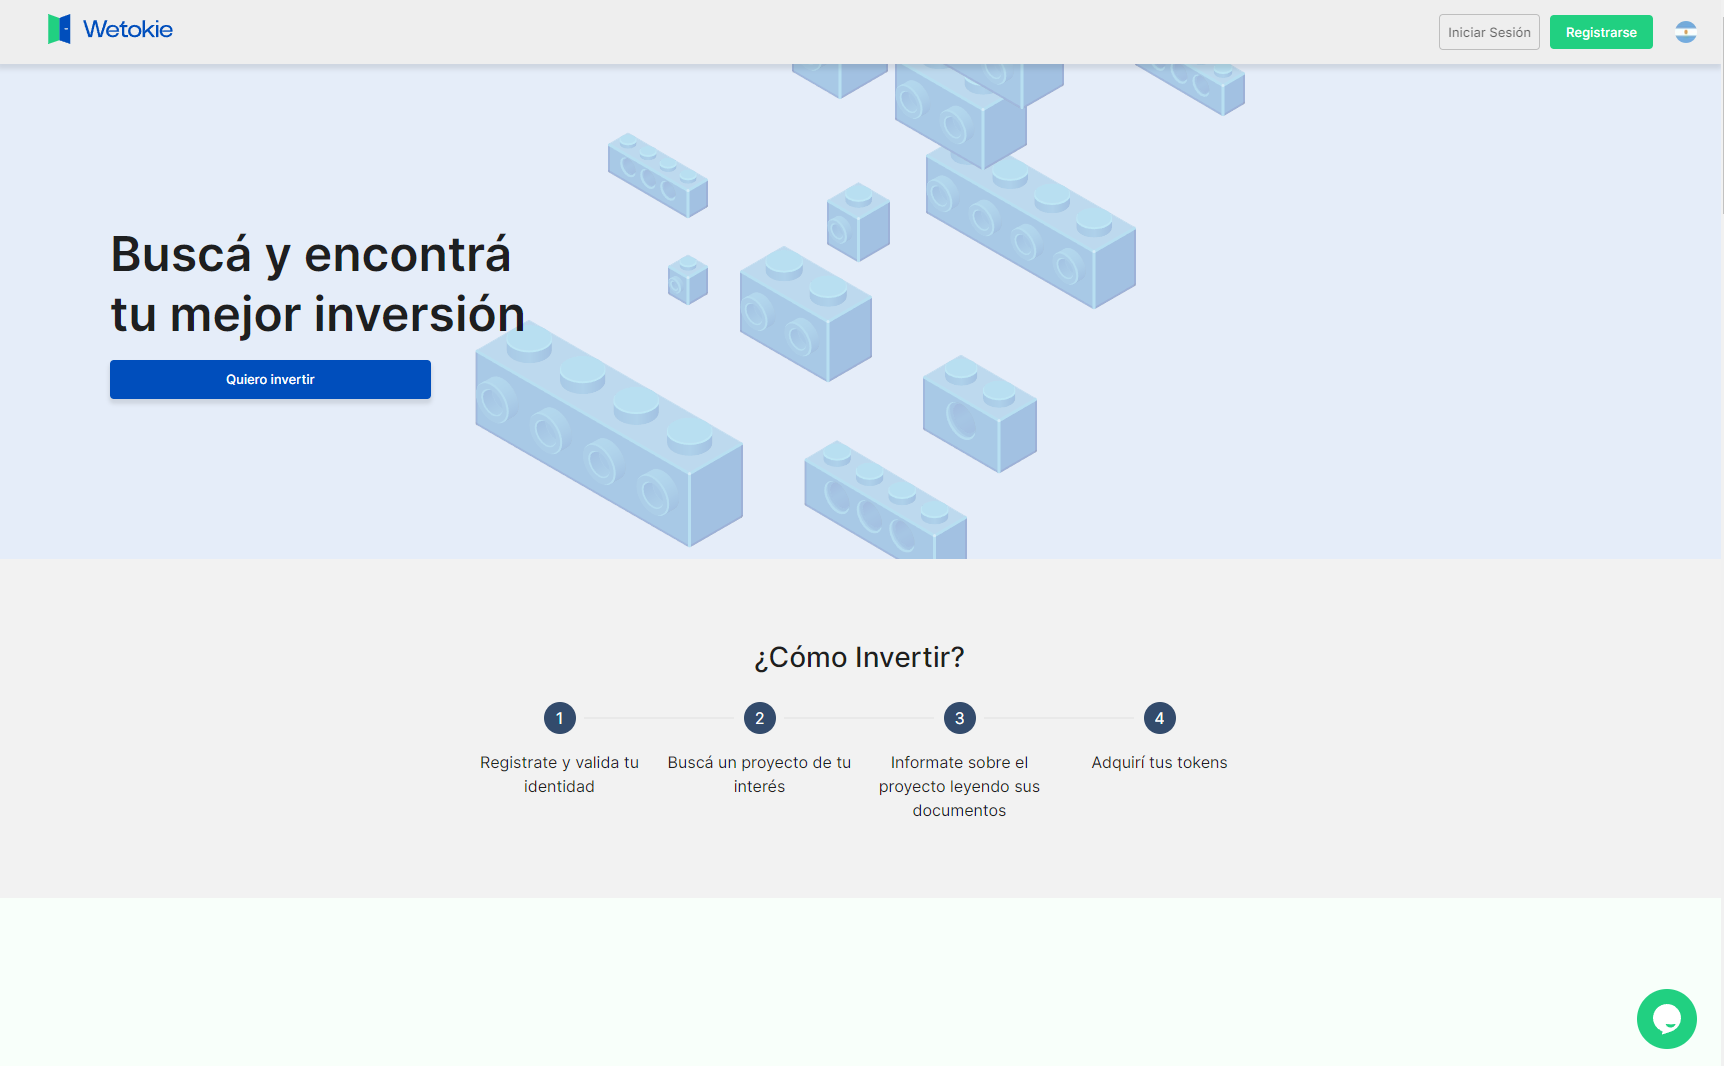 Wetokie
Iniciar Sesión
Registrarse
Buscá y encontrá
tu mejor inversión
Quiero invertir
¿Cómo Invertir?
1
2
3
4
Registrate y valida tu
identidad
Buscá un proyecto de tu
interés
Informate sobre el
proyecto leyendo sus
documentos
Adquirí tus tokens